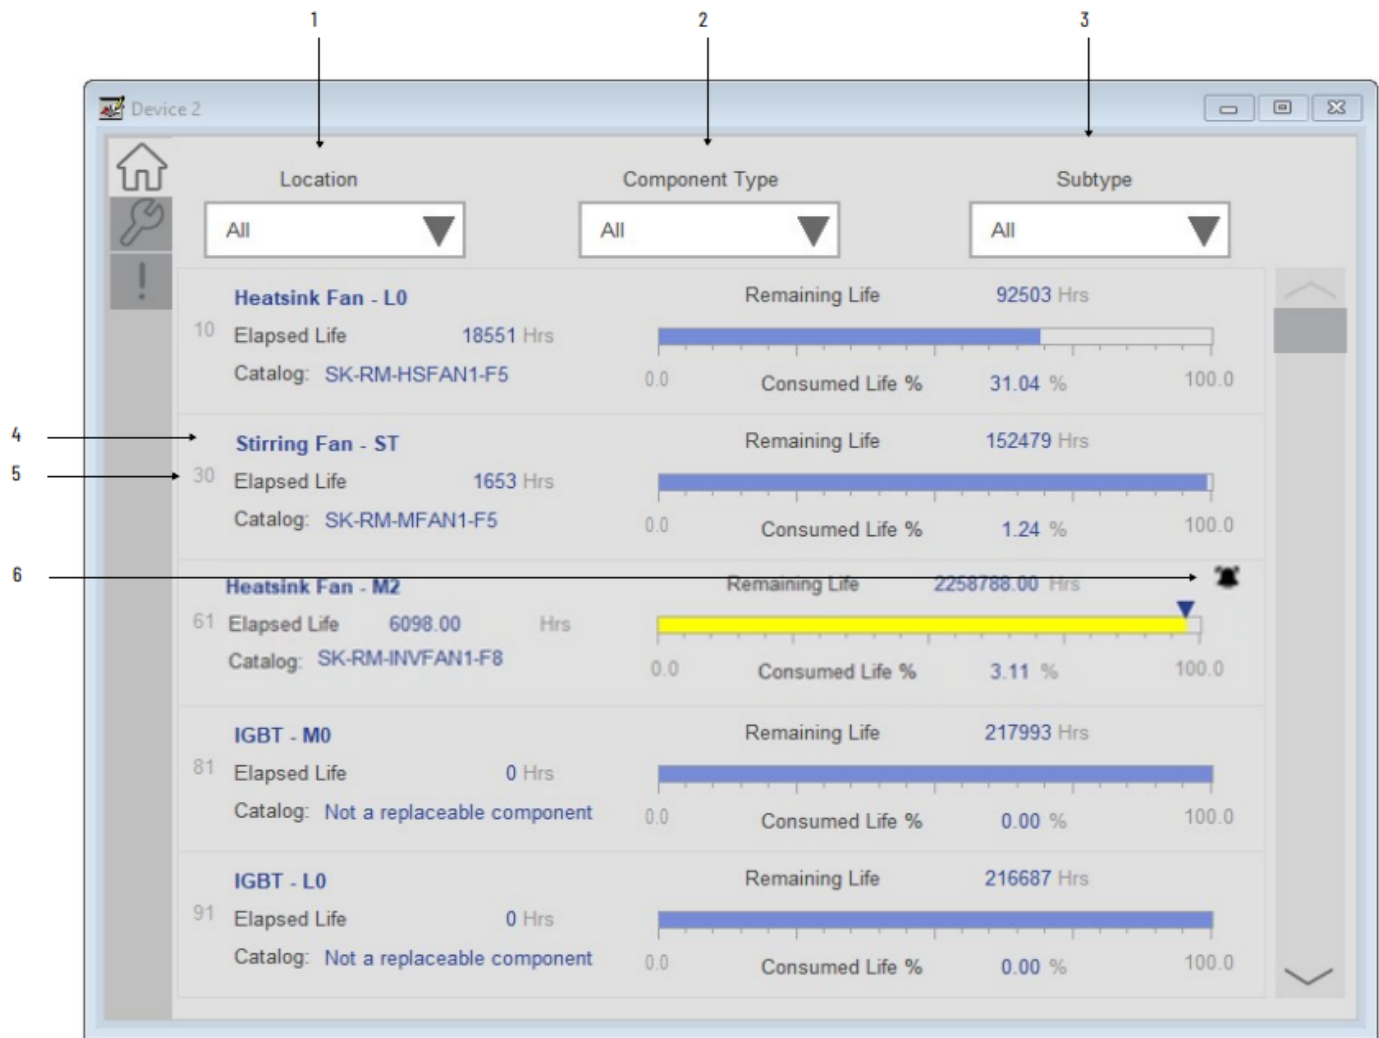 1 2 3
Device 2
Location Component Type Subtype
All All All
Heatsink Fan - L0 Remaining Life 92503 Hrs
10 Elapsed Life 18551 Hrs
Catalog: SK-RM-HSFAN1-F5 0.0 Consumed Life % 31.04 % 100.0
4 Stirring Fan - ST Remaining Life 152479 Hrs
5 30 Elapsed Life 1653 Hrs
Catalog: SK-RM-MFAN1-F5 0.0 Consumed Life % 1.24 % 100.0
6 Heatsink Fan - M2 Remaining Life 2258788.00 Hrs
61 Elapsed Life 6098.00 Hrs
Catalog: SK-RM-INVFAN1-F8 0.0 Consumed Life % 3.11 % 100.0
IGBT - M0 Remaining Life 217993 Hrs
81 Elapsed Life 0 Hrs
Catalog: Not a replaceable component 0.0 Consumed Life % 0.00 % 100.0
IGBT - L0 Remaining Life 216687 Hrs
91 Elapsed Life 0 Hrs
Catalog: Not a replaceable component 0.0 Consumed Life % 0.00 % 100.0